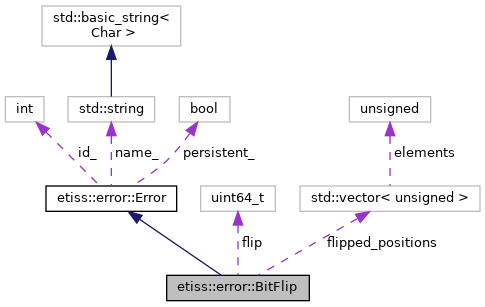 std::basic_string<
Char >
int
std::string
bool
unsigned
id_
name_
persistent_
elements
etiss::error::Error
uint64_t
std::vector< unsigned >
flip
flipped_positions
etiss::error::BitFlip